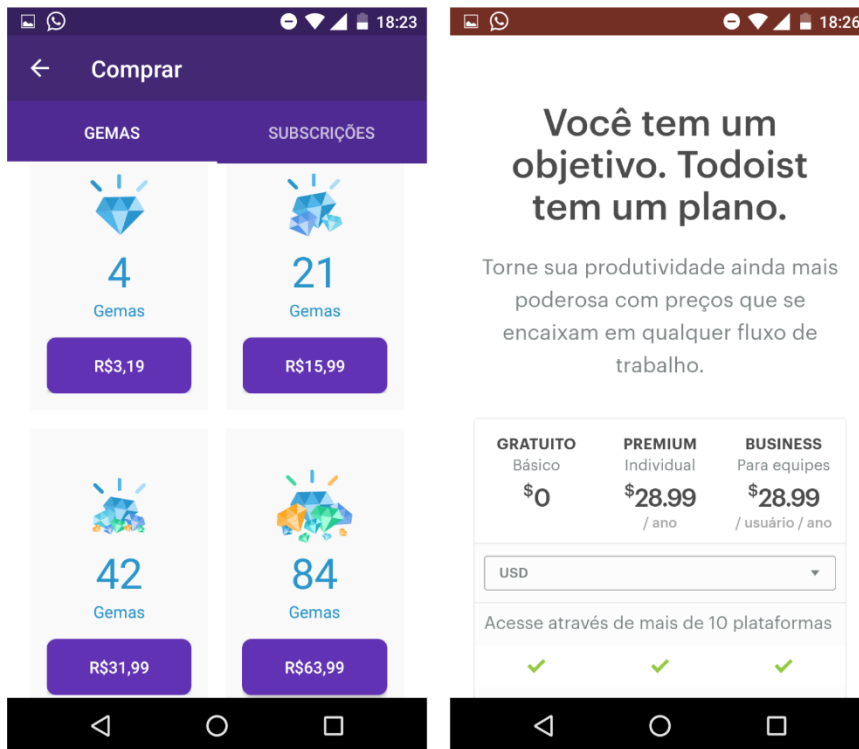 18:23
Comprar
GEMAS
SUBSCRIÇÕES
4
Gemas
R$3,19
21
Gemas
R$15,99
42
Gemas
R$31,99
84
Gemas
R$63,99
18:26
Você tem um
objetivo. Todoist
tem um plano.
Torne sua produtividade ainda mais
poderosa com preços que se
encaixam em qualquer fluxo de
trabalho.
GRATUITO
Básico
$0
PREMIUM
Individual
$28.99
/ ano
BUSINESS
Para equipes
$28.99
/ usuário / ano
USD
Acesse através de mais de 10 plataformas